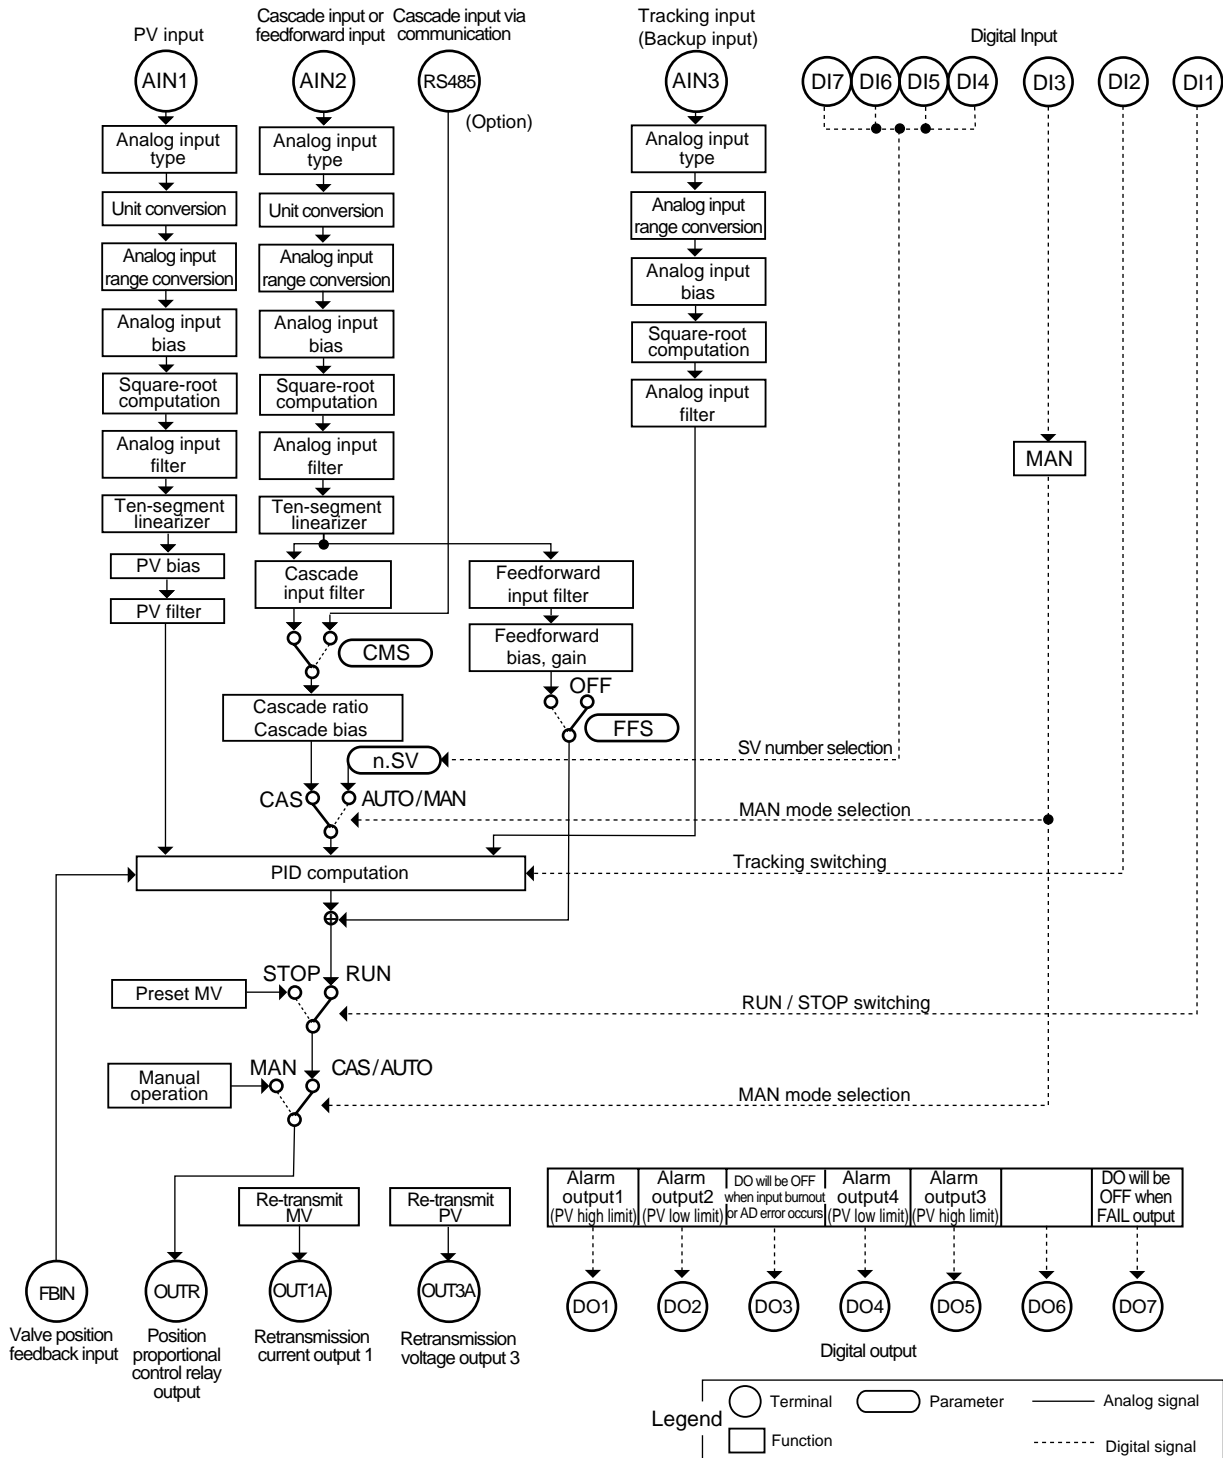 PV input
Cascade input or
feedforward input
Cascade input via
communication
Tracking input
(Backup input)
Digital Input
AIN1
AIN2
RS485
(Option)
AIN3
DI7
DI6
DI5
DI4
DI3
DI2
DI1
Analog input
type
Unit conversion
Analog input
range conversion
Analog input
bias
Square-root
computation
Analog input
filter
Ten-segment
linearizer
PV bias
PV filter
Analog input
type
Unit conversion
Analog input
range conversion
Analog input
bias
Square-root
computation
Analog input
filter
Ten-segment
linearizer
Cascade
input filter
CMS
Cascade ratio
Cascade bias
Feedforward
input filter
Feedforward
bias, gain
OFF
FFS
Analog input
type
Analog input
range conversion
Analog input
bias
Square-root
computation
Analog input
filter
MAN
n.SV
SV number selection
CAS
AUTO/MAN
MAN mode selection
PID computation
Tracking switching
STOP
RUN
Preset MV
RUN / STOP switching
MAN
CAS/AUTO
Manual
operation
MAN mode selection
Re-transmit
MV
Re-transmit
PV
Alarm
output1
(PV high limit)
Alarm
output2
(PV low limit)
DO will be OFF
when input burnout
or AD error occurs
Alarm
output4
(PV low limit)
Alarm
output3
(PV high limit)
DO will be
OFF when
FAIL output
FBIN
OUTR
OUT1A
OUT3A
DO1
DO2
DO3
DO4
DO5
DO6
DO7
Valve position
feedback input
Position
proportional
control relay
output
Retransmission
current output 1
Retransmission
voltage output 3
Digital output
Legend
Terminal
Parameter
Analog signal
Function
Digital signal